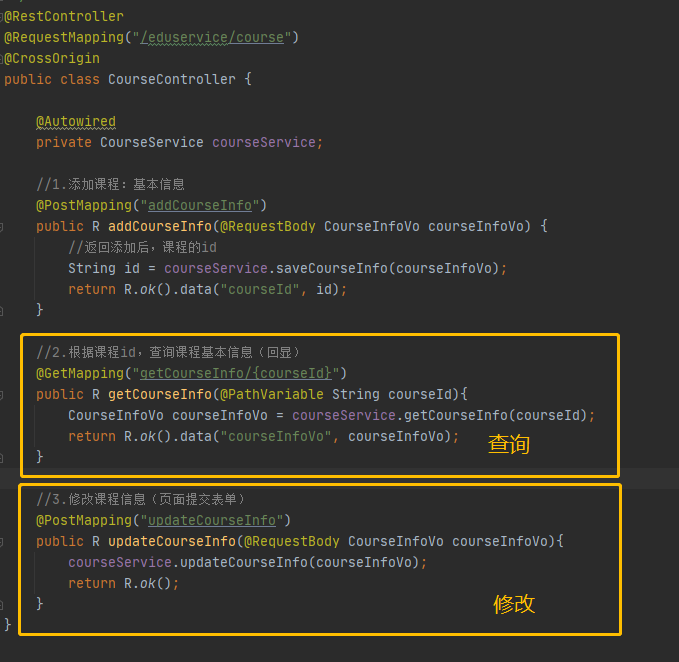 @RestController
@RequestMapping("/eduservice/course")
@CrossOrigin
public class CourseController {
@Autowired
private CourseService courseService;
//1.添加课程：基本信息
@PostMapping("addCourseInfo")
public R addCourseInfo(@RequestBody CourseInfoVo courseInfoVo) {
//返回添加后，课程的id
String id = courseService.saveCourseInfo(courseInfoVo);
return R.ok().data("courseId", id);
}
//2.根据课程id，查询课程基本信息（回显）
@GetMapping("getCourseInfo/{courseId}")
public R getCourseInfo(@PathVariable String courseId){
CourseInfoVo courseInfoVo = courseService.getCourseInfo(courseId);
return R.ok().data("courseInfoVo", courseInfoVo);
查询
}
//3.修改课程信息（页面提交表单）
@PostMapping("updateCourseInfo")
public R updateCourseInfo(@RequestBody CourseInfoVo courseInfoVo){
courseService.updateCourseInfo(courseInfoVo);
return R.ok();
}
修改
}